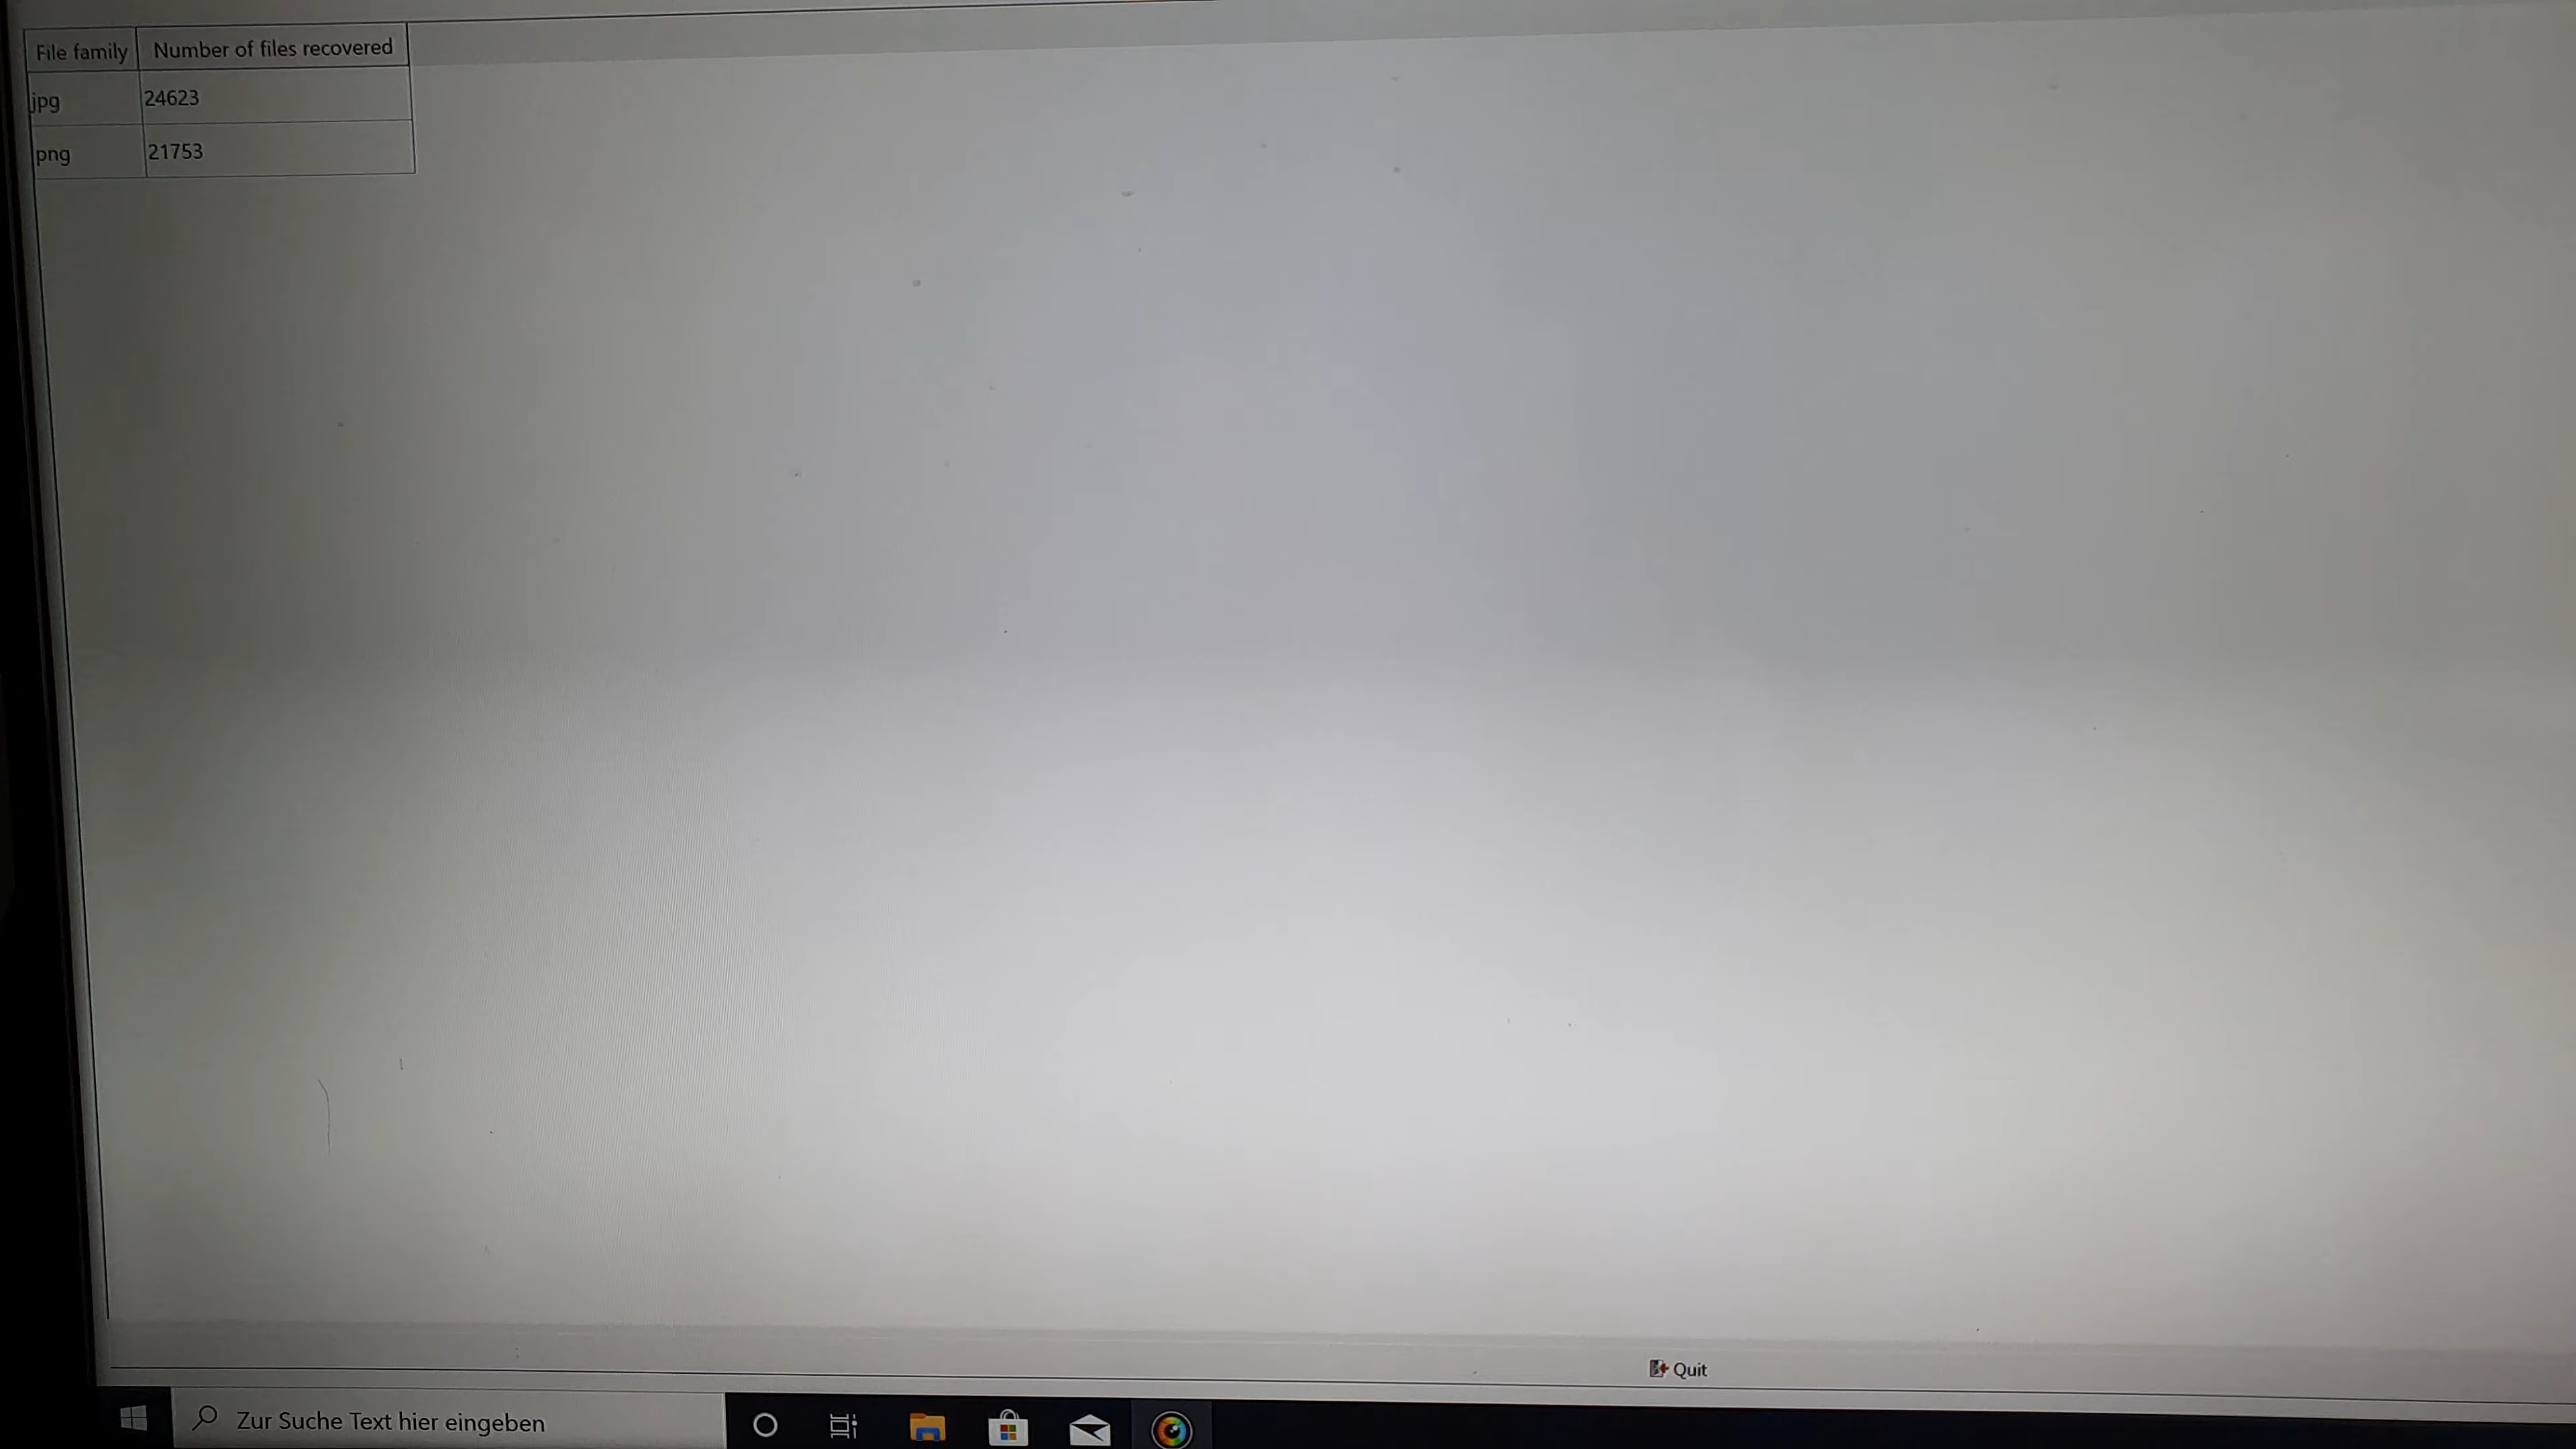 File family Number of files recovered
jpg 24623
png 21753
Quit
Zur Suche Text hier eingeben